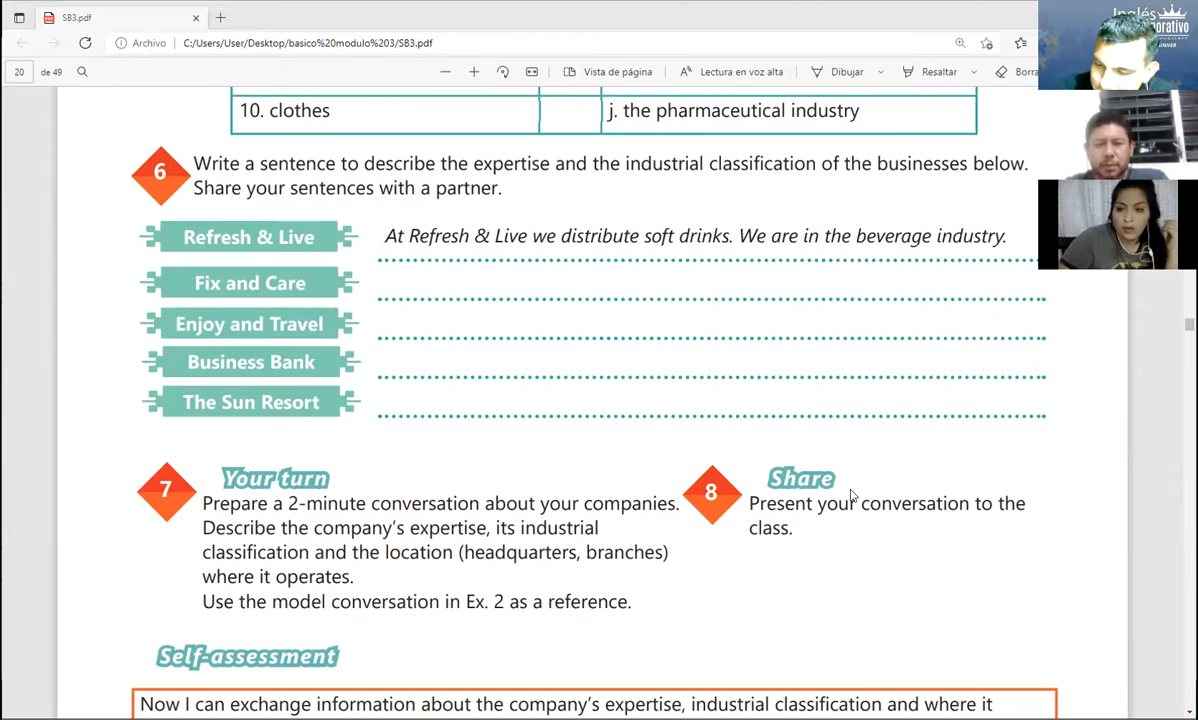 SB3.pdf
Archivo
C:/Users/User/Desktop/basico%20modulo%203/SB3.pdf
20
de 49
Vista de página
Lectura en voz alta
Dibujar
Resaltar
Inglés
10. clothes
j. the pharmaceutical industry
6
Write a sentence to describe the expertise and the industrial classification of the businesses below.
Share your sentences with a partner.
Refresh & Live
At Refresh & Live we distribute soft drinks. We are in the beverage industry.
Fix and Care
Enjoy and Travel
Business Bank
The Sun Resort
7
Your turn
Prepare a 2-minute conversation about your companies.
Describe the company's expertise, its industrial
classification and the location (headquarters, branches)
where it operates.
Use the model conversation in Ex. 2 as a reference.
8
Share
Present your conversation to the
class.
Self-assessment
Now I can exchange information about the company's expertise, industrial classification and where it